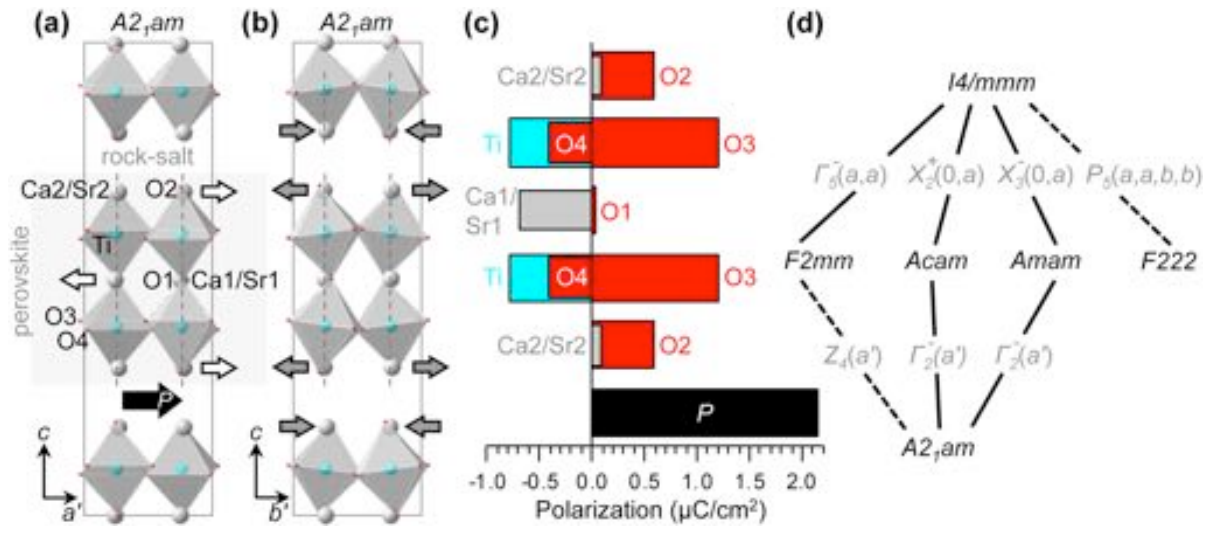 (a) A2₁am
rock-salt
Ca2/Sr2 O2
Ti
O1 Ca1/Sr1
O3
O4
perovskite
P
c
a'
(b) A2₁am
c
b'
(c)
Ca2/Sr2 O2
Ti O4 O3
Ca1/
Sr1 O1
Ti O4 O3
Ca2/Sr2 O2
P
-1.0 -0.5 0.0 0.5 1.0 1.5 2.0
Polarization (μC/cm²)
(d)
I4/mmm
Γ₅⁻(a,a) X₂⁺(0,a) X₃⁻(0,a) P₅(a,a,b,b)
F2mm Acam Amam F222
Z₄(a') Γ₂⁻(a') Γ₂⁻(a')
A2₁am